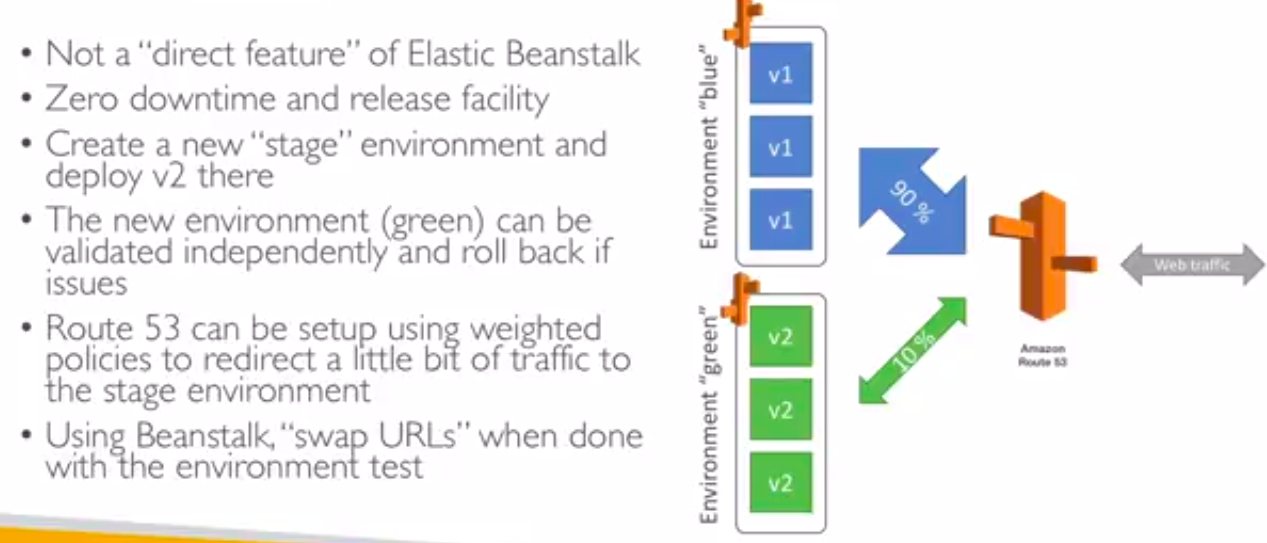 • Not a “direct feature” of Elastic Beanstalk
• Zero downtime and release facility
• Create a new “stage” environment and
deploy v2 there
• The new environment (green) can be
validated independently and roll back if
issues
• Route 53 can be setup using weighted
policies to redirect a little bit of traffic to
the stage environment
• Using Beanstalk, “swap URLs” when done
with the environment test
Environment “blue”
v1
v1
v1
90 %
Environment “green”
v2
v2
v2
10 %
Amazon
Route 53
Web traffic